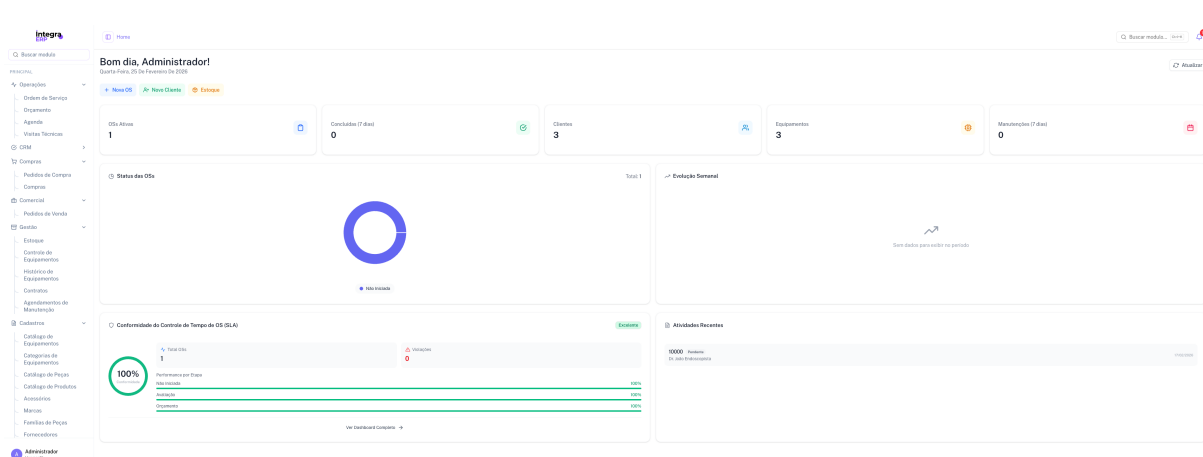 integra
ERP
Buscar modulo
PRINCIPAL
Operações
Ordem de Serviço
Orçamento
Agenda
Visitas Técnicas
CRM
Compras
Pedidos de Compra
Compras
Comercial
Pedidos de Venda
Gestão
Estoque
Controle de
Equipamentos
Histórico de
Equipamentos
Contratos
Agendamentos de
Manutenção
Cadastros
Catálogo de
Equipamentos
Categorias de
Equipamentos
Catálogo de Peças
Catálogo de Produtos
Acessórios
Marcas
Famílias de Peças
Fornecedores
A Administrador
Home
Buscar modulo...
Bom dia, Administrador!
Quarta-Feira, 25 De Fevereiro De 2026
Atualizar
Nova OS
Novo Cliente
Estoque
OSs Ativas
1
Concluídas (7 dias)
0
Clientes
3
Equipamentos
3
Manutenções (7 dias)
0
Status das OSs
Total: 1
Não Iniciada
Evolução Semanal
Sem dados para exibir no período
Conformidade do Controle de Tempo de OS (SLA)
Excelente
100%
Total OSs
1
Violações
0
Performance por Etapa
Não Iniciada 100%
Avaliação 100%
Orçamento 100%
Ver Dashboard Completo
Atividades Recentes
10000 Pendente
Dr. João Endoscopista